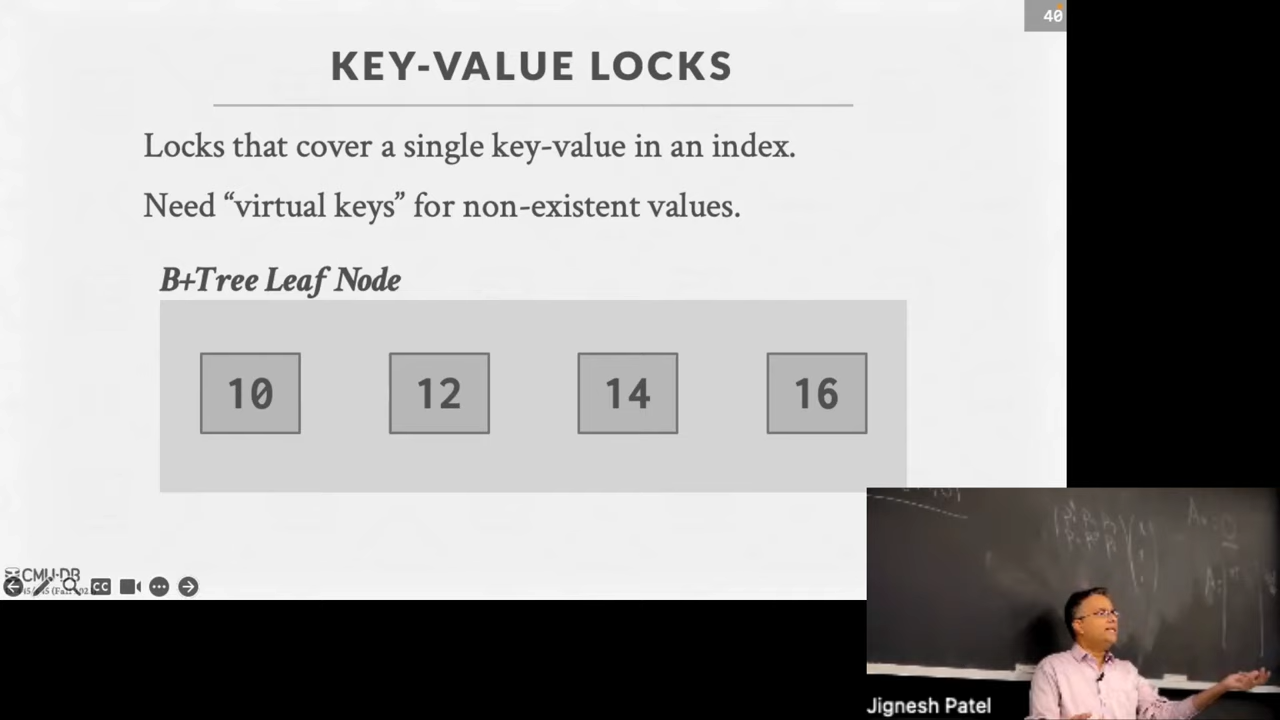 40
KEY-VALUE LOCKS
Locks that cover a single key-value in an index.
Need “virtual keys” for non-existent values.
B+Tree Leaf Node
10 12 14 16
CMU·DB
CC
Jignesh Patel